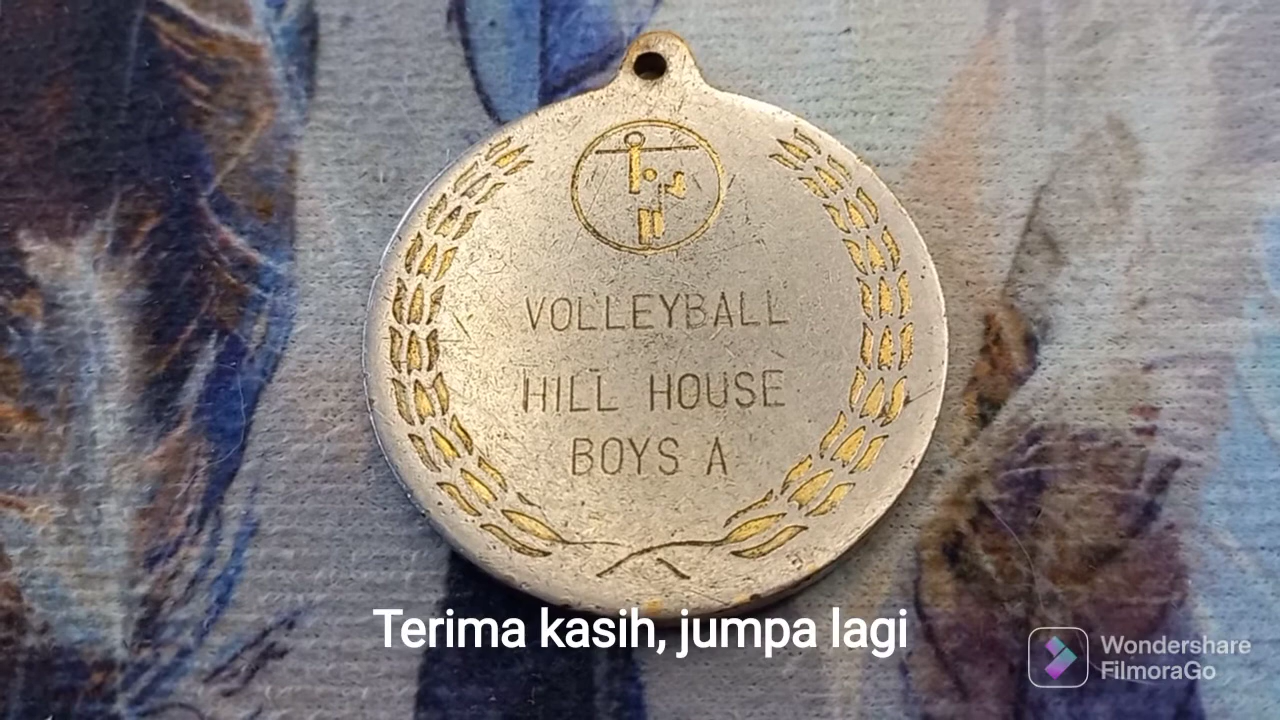 VOLLEYBALL
HILL HOUSE
BOYS A
Terima kasih, jumpa lagi
Wondershare
FilmoraGo